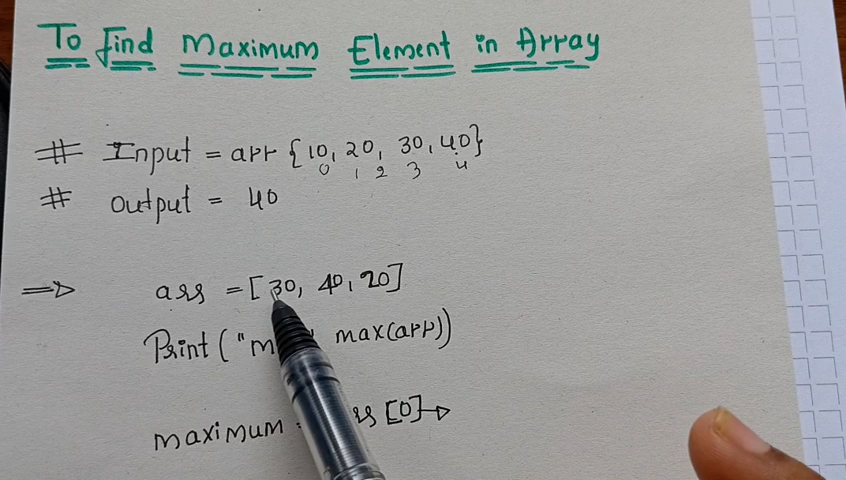 To Find Maximum Element in Array
# Input = arr {10, 20, 30, 40}
0 1 2 3 4
# output = 40
⇒ arr = [30, 40, 20]
Print ("m max(arr))
maximum = [0]→